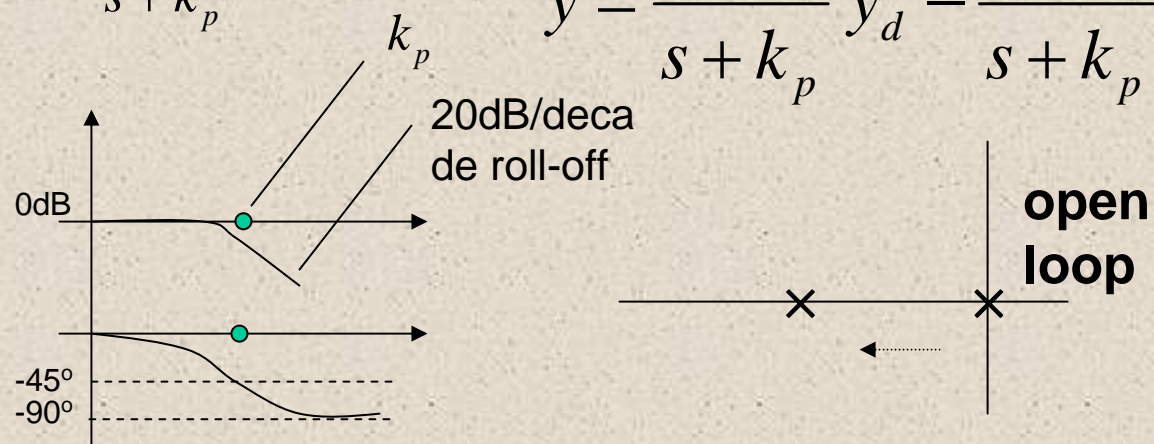 s + k_p
y = ――― y_d = ―――
s + k_p s + k_p
k_p
20dB/deca
de roll-off
0dB
-45º
-90º
open
loop